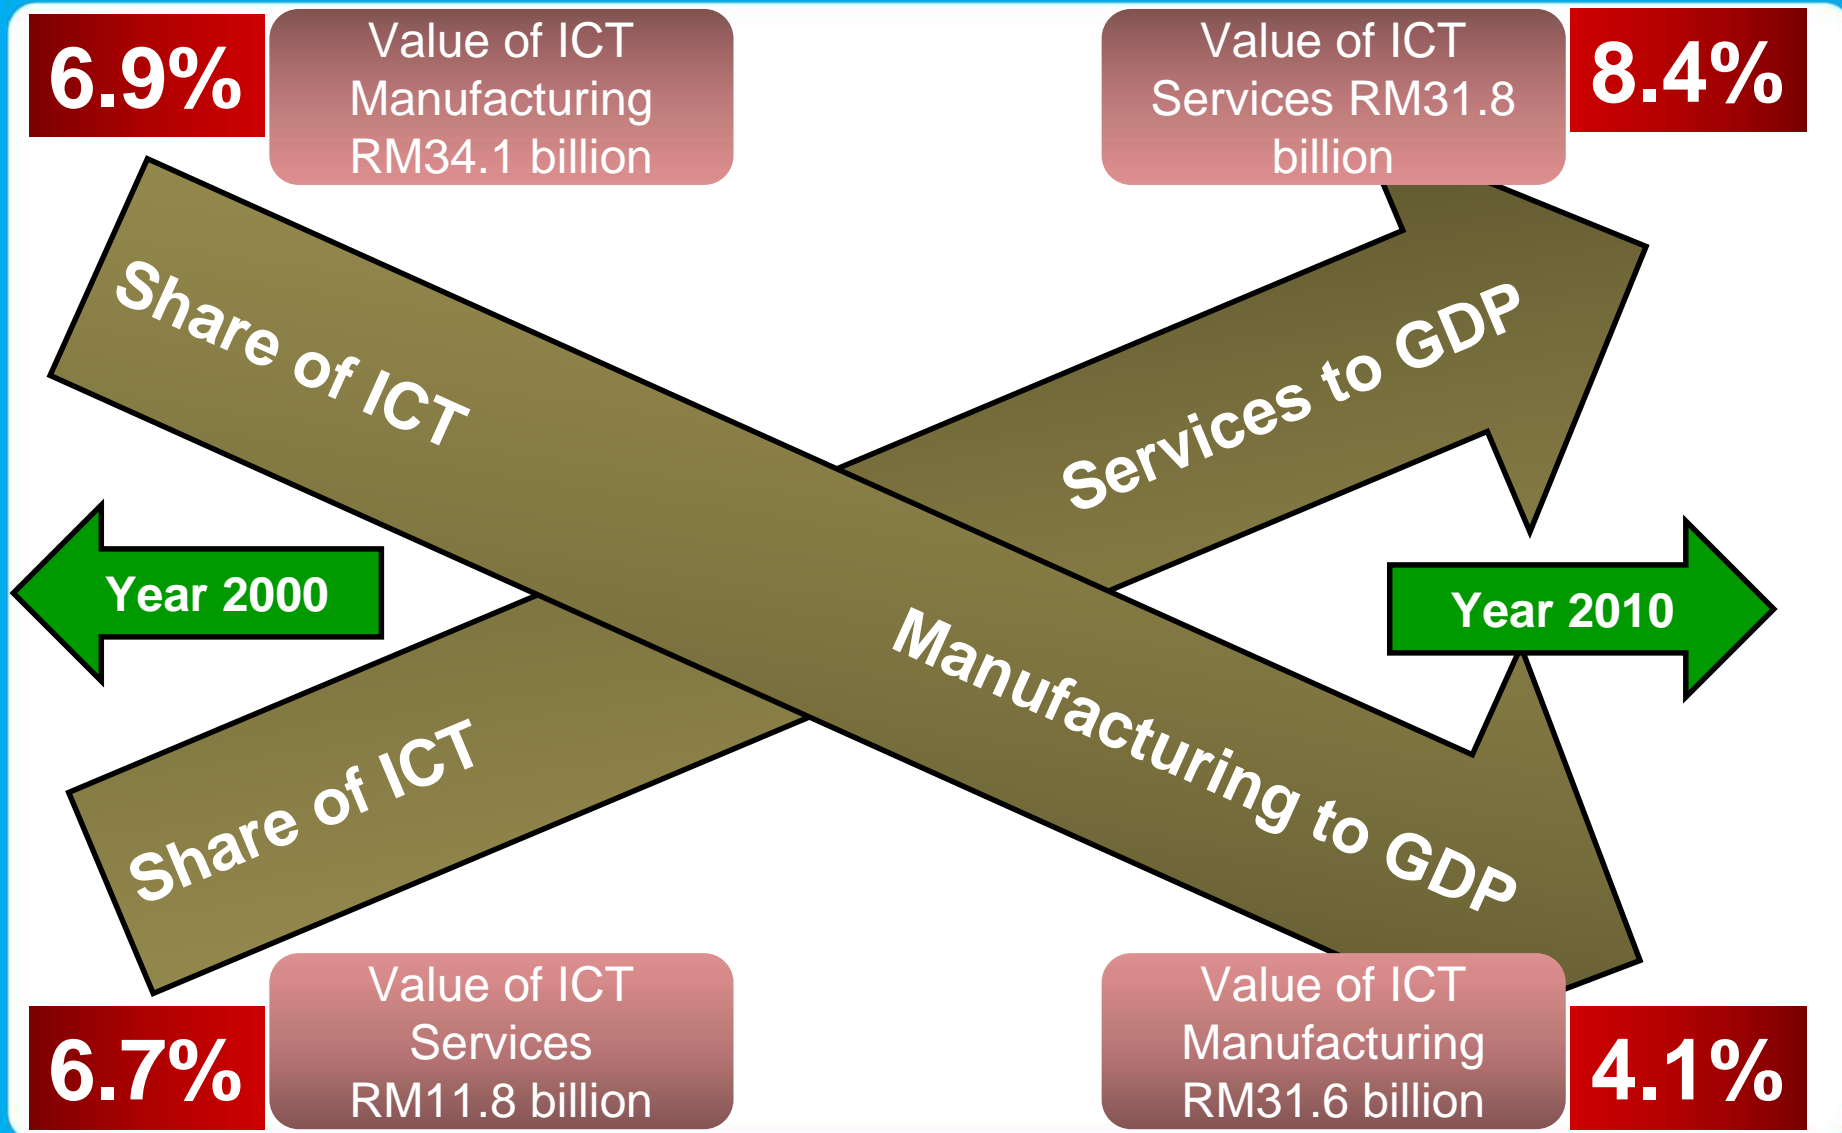 6.9%
Value of ICT
Manufacturing
RM34.1 billion
Value of ICT
Services RM31.8
billion
8.4%
Share of ICT
Services to GDP
Year 2000
Year 2010
Share of ICT
Manufacturing to GDP
6.7%
Value of ICT
Services
RM11.8 billion
Value of ICT
Manufacturing
RM31.6 billion
4.1%